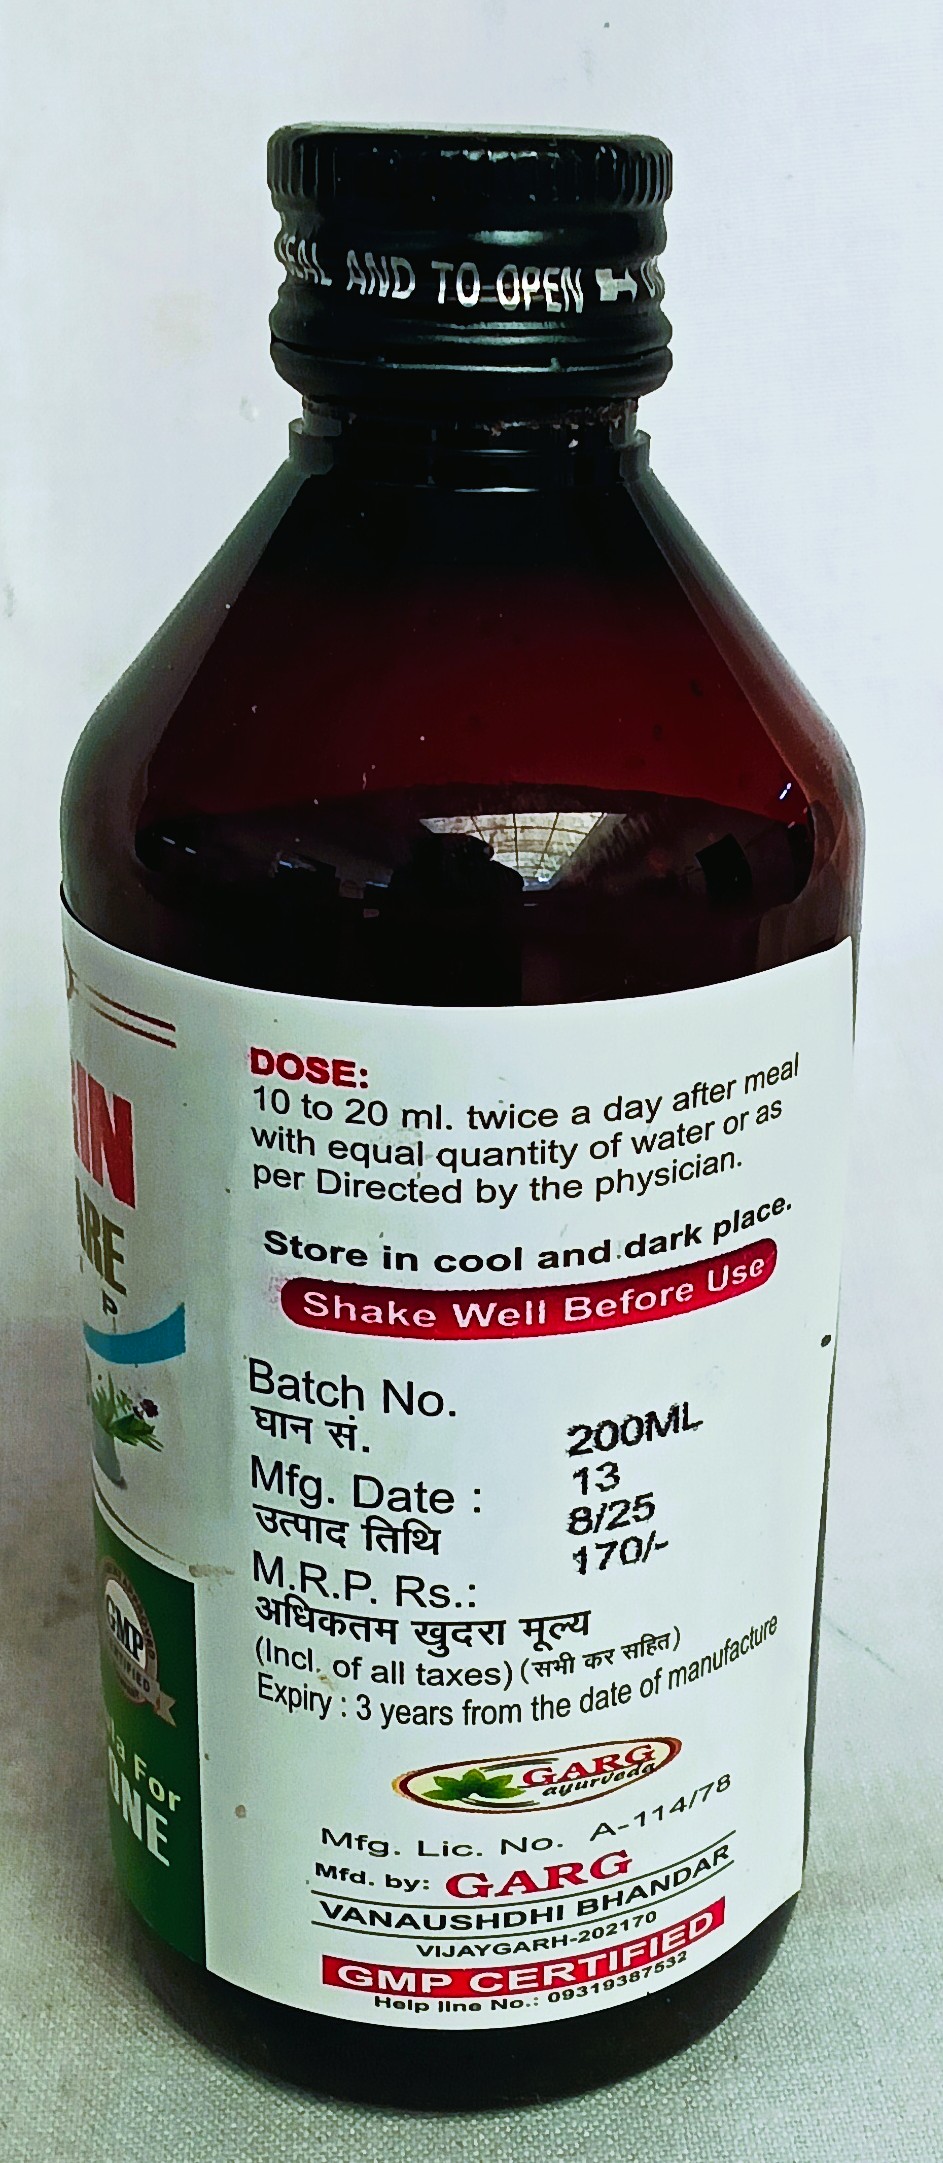 SEAL AND TO OPEN
DOSE:
10 to 20 ml. twice a day after meal
with equal quantity of water or as
per Directed by the physician.
Store in cool and dark place.
Shake Well Before Use
Batch No.
घान सं.
200ML
Mfg. Date :
13
उत्पाद तिथि
8/25
M.R.P. Rs.:
170/-
अधिकतम खुदरा मूल्य
(Incl. of all taxes) (सभी कर सहित)
Expiry : 3 years from the date of manufacture
GARG
ayurveda
Mfg. Lic. No. A-114/78
Mfd. by: GARG
VANAUSHDHI BHANDAR
VIJAYGARH-202170
GMP CERTIFIED
Help line No.: 09319387532
GMP
For